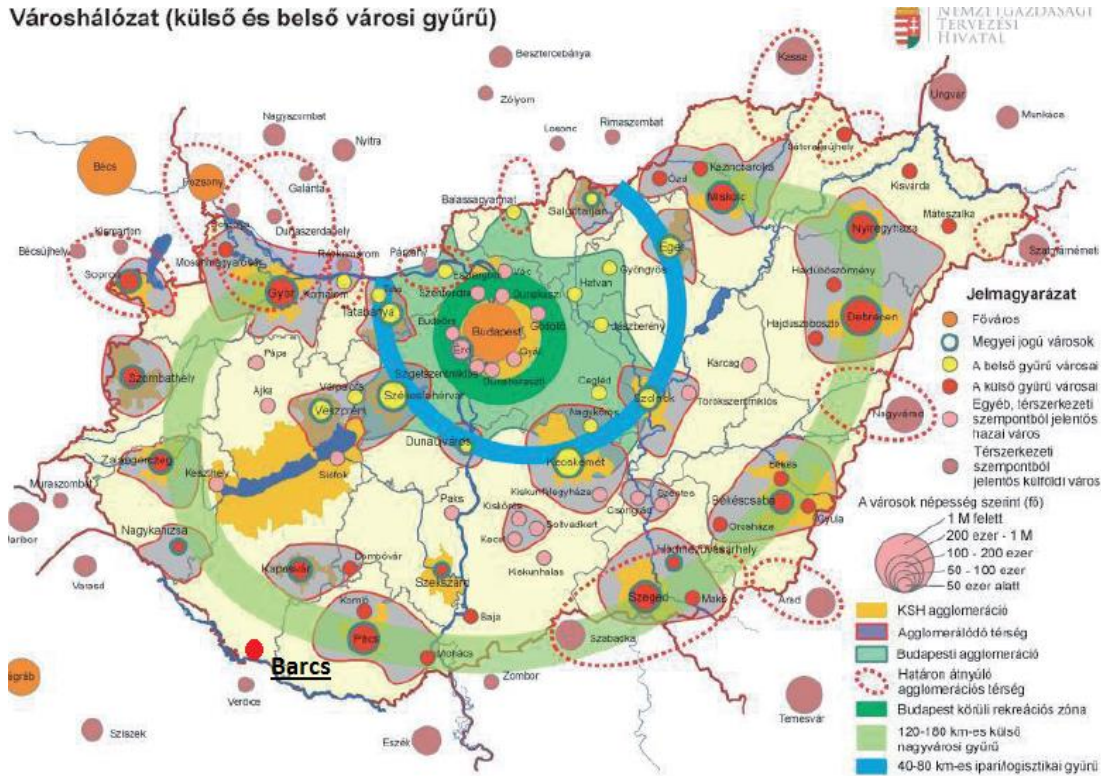 Városhálózat (külső és belső városi gyűrű)
NEMZETGAZDASÁGI
TERVEZÉSI
HIVATAL
Besztercebánya
Kassa
Zólyom
Ungvár
Munkács
Nagyszombat
Losonc
Rimaszombat
Nyitra
Sátoraljaújhely
Bécs
Pozsony
Galánta
Kazincbarcika
Ózd
Miskolc
Kisvárda
Balassagyarmat
Salgótarján
Mátészalka
Dunaszerdahely
Nyíregyháza
Kismarton
Bécsújhely
Mosonmagyaróvár
Révkomárom
Párkány
Eger
Szatmárnémeti
Sopron
Esztergom
Vác
Gyöngyös
Hajdúböszörmény
Győr
Komárom
Tata
Szentendre
Dunakeszi
Hatvan
Tatabánya
Budaörs
Budapest
Gödöllő
Jászberény
Hajdúszoboszló
Debrecen
Érd
Gyál
Pápa
Szigetszentmiklós
Dunaharaszti
Karcag
Szombathely
Ajka
Várpalota
Székesfehérvár
Cegléd
Szolnok
Törökszentmiklós
Veszprém
Nagykőrös
Nagyvárad
Dunaújváros
Zalaegerszeg
Keszthely
Siófok
Kecskemét
Békés
Muraszombat
Kiskunfélegyháza
Szentes
Békéscsaba
Paks
Csongrád
Gyula
Kiskőrös
Orosháza
Soltvadkert
Maribor
Nagykanizsa
Kecel
Hódmezővásárhely
Varasd
Kaposvár
Dombóvár
Szekszárd
Kiskunhalas
Komló
Baja
Szeged
Makó
Arad
Pécs
Szabadka
Mohács
Barcs
Zombor
Verőce
Zágráb
Temesvár
Sziszek
Eszék
Jelmagyarázat
Főváros
Megyei jogú városok
A belső gyűrű városai
A külső gyűrű városai
Egyéb, térszerkezeti
szempontból jelentős
hazai város
Térszerkezeti
szempontból
jelentős külföldi város
A városok népesség szerint (fő)
1 M felett
200 ezer - 1 M
100 - 200 ezer
50 - 100 ezer
50 ezer alatt
KSH agglomeráció
Agglomerálódó térség
Budapesti agglomeráció
Határon átnyúló
agglomerációs térség
Budapest körüli rekreációs zóna
120-180 km-es külső
nagyvárosi gyűrű
40-80 km-es ipari/logisztikai gyűrű